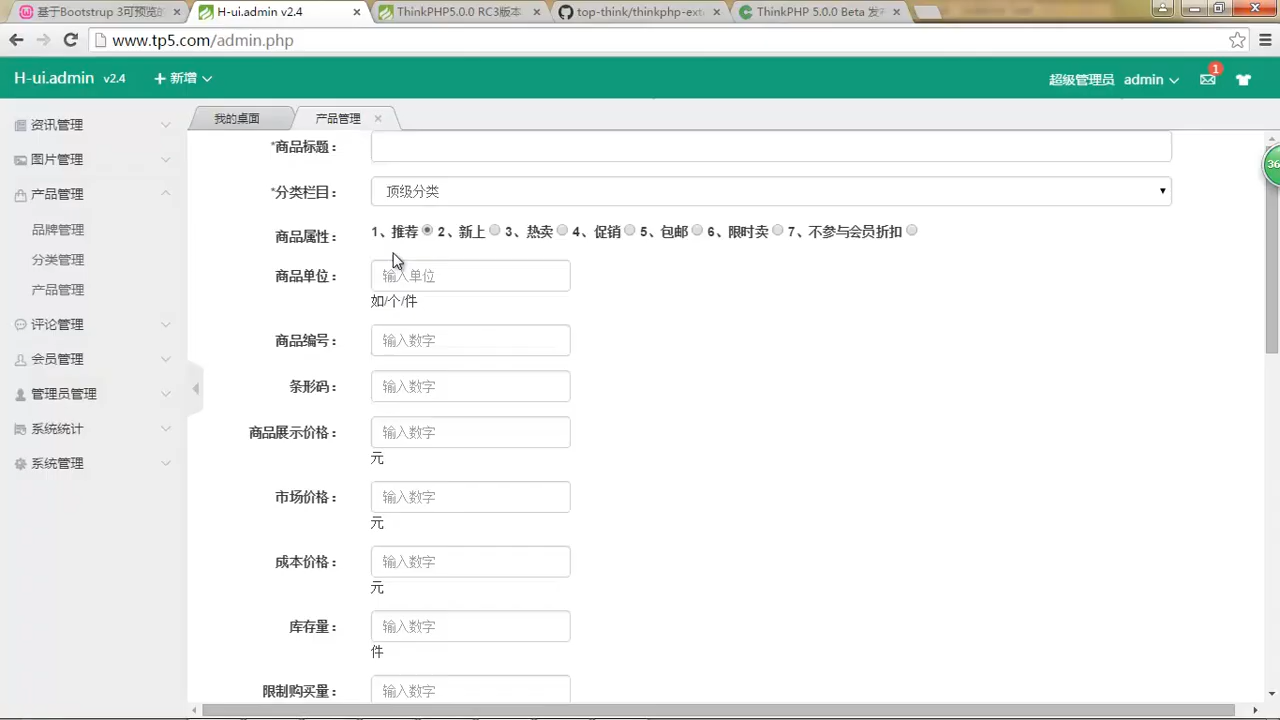 基于Bootstrup 3可预览的
H-ui.admin v2.4
ThinkPHP5.0.0 RC3版本
top-think/thinkphp-ext
ThinkPHP 5.0.0 Beta 发
www.tp5.com/admin.php
H-ui.admin v2.4
新增
超级管理员 admin
1
我的桌面
产品管理
资讯管理
图片管理
产品管理
品牌管理
分类管理
产品管理
评论管理
会员管理
管理员管理
系统统计
系统管理
*商品标题：
*分类栏目：
顶级分类
商品属性：
1、推荐 2、新上 3、热卖 4、促销 5、包邮 6、限时卖 7、不参与会员折扣
商品单位：
输入单位
如/个/件
商品编号：
输入数字
条形码：
输入数字
商品展示价格：
输入数字
元
市场价格：
输入数字
元
成本价格：
输入数字
元
库存量：
输入数字
件
限制购买量：
输入数字
36